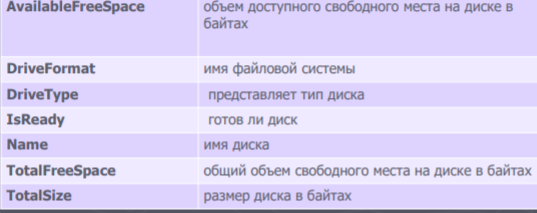 AvailableFreeSpace объем доступного свободного места на диске в
байтах
DriveFormat имя файловой системы
DriveType представляет тип диска
IsReady готов ли диск
Name имя диска
TotalFreeSpace общий объем свободного места на диске в байтах
TotalSize размер диска в байтах